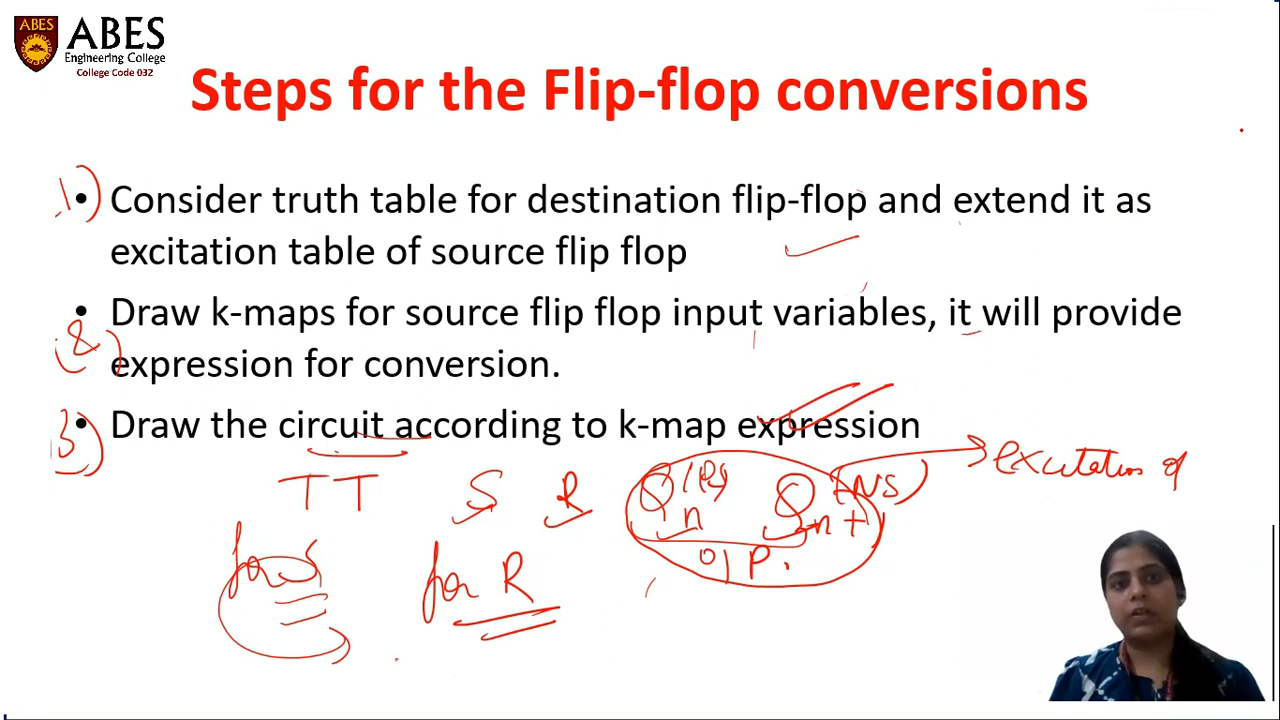 ABES
ABES
Engineering College
College Code 032
Steps for the Flip-flop conversions
1) • Consider truth table for destination flip-flop and extend it as
excitation table of source flip flop
• Draw k-maps for source flip flop input variables, it will provide
2) expression for conversion.
3) • Draw the circuit according to k-map expression
TT S R Qn (PS) Qn+1 (NS) → excitation of
O/P.
for S for R